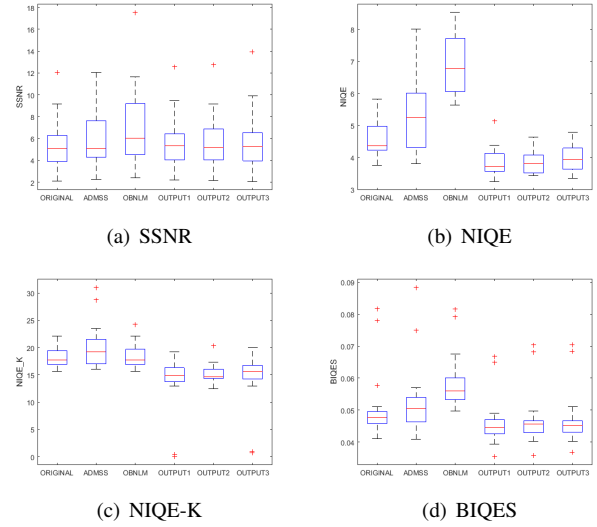 18
16
14
12
10
8
6
4
2
SSNR
ORIGINAL ADMSS OBNLM OUTPUT1 OUTPUT2 OUTPUT3
(a) SSNR
8
7
6
5
4
3
NIQE
ORIGINAL ADMSS OBNLM OUTPUT1 OUTPUT2 OUTPUT3
(b) NIQE
30
25
20
15
10
5
0
NIQE_K
ORIGINAL ADMSS OBNLM OUTPUT1 OUTPUT2 OUTPUT3
(c) NIQE-K
0.09
0.08
0.07
0.06
0.05
0.04
BIQES
ORIGINAL ADMSS OBNLM OUTPUT1 OUTPUT2 OUTPUT3
(d) BIQES